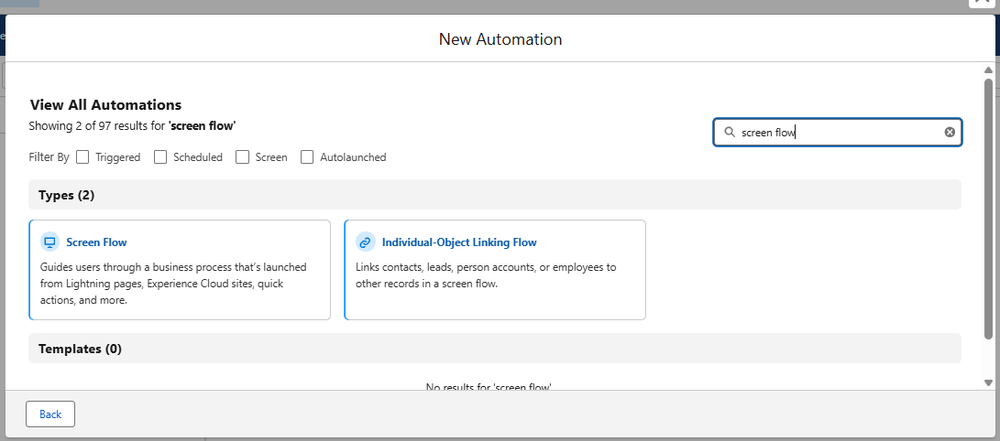 New Automation
View All Automations
Showing 2 of 97 results for 'screen flow'
screen flow
Filter By Triggered Scheduled Screen Autolaunched
Types (2)
Screen Flow
Guides users through a business process that's launched
from Lightning pages, Experience Cloud sites, quick
actions, and more.
Individual-Object Linking Flow
Links contacts, leads, person accounts, or employees to
other records in a screen flow.
Templates (0)
No results for 'screen flow'
Back